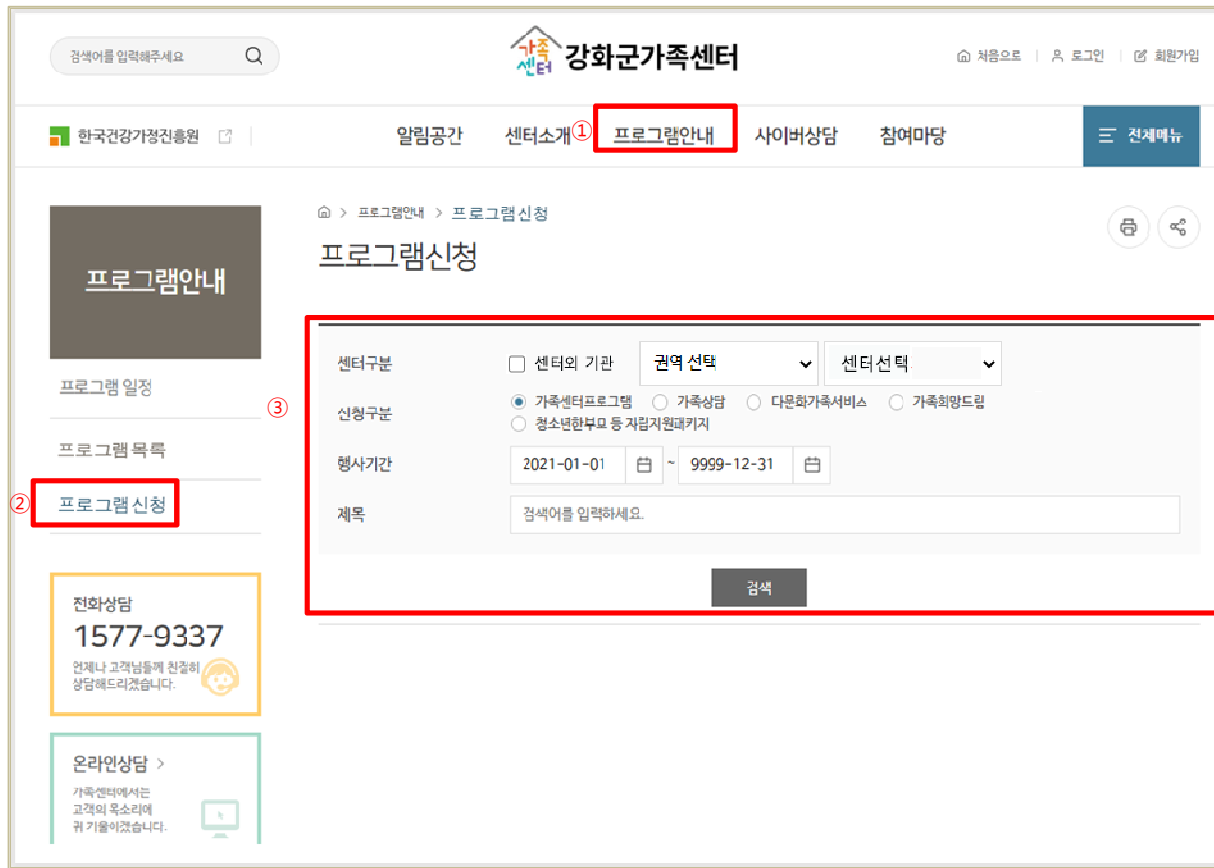 검색어를 입력해주세요
가족센터 강화군가족센터
처음으로 로그인 회원가입
한국건강가정진흥원
알림공간 센터소개 ① 프로그램안내 사이버상담 참여마당
전체메뉴
프로그램안내 > 프로그램신청
프로그램신청
프로그램안내
프로그램 일정
프로그램 목록
② 프로그램 신청
③
센터구분 센터외 기관 권역 선택 센터 선택
신청구분 가족센터프로그램 가족상담 다문화가족서비스 가족희망드림
청소년한부모 등 자립지원패키지
행사기간 2021-01-01 ~ 9999-12-31
제목 검색어를 입력하세요.
검색
전화상담
1577-9337
언제나 고객님들께 친절히
상담해드리겠습니다.
온라인상담 >
가족센터에서는
고객의 목소리에
귀 기울이겠습니다.